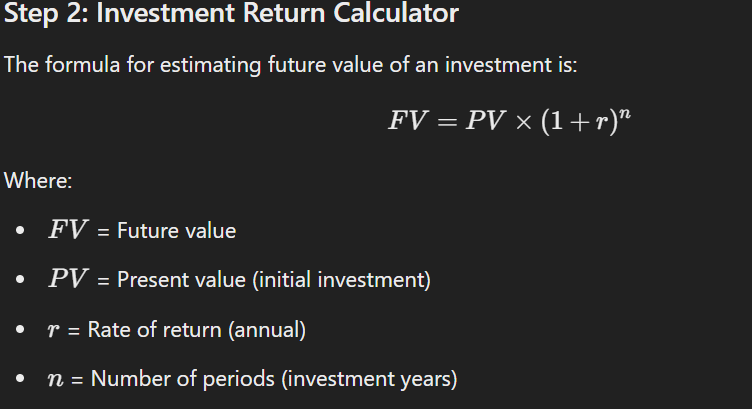 Step 2: Investment Return Calculator
The formula for estimating future value of an investment is:
FV = PV × (1 + r)ⁿ
Where:
• FV = Future value
• PV = Present value (initial investment)
• r = Rate of return (annual)
• n = Number of periods (investment years)